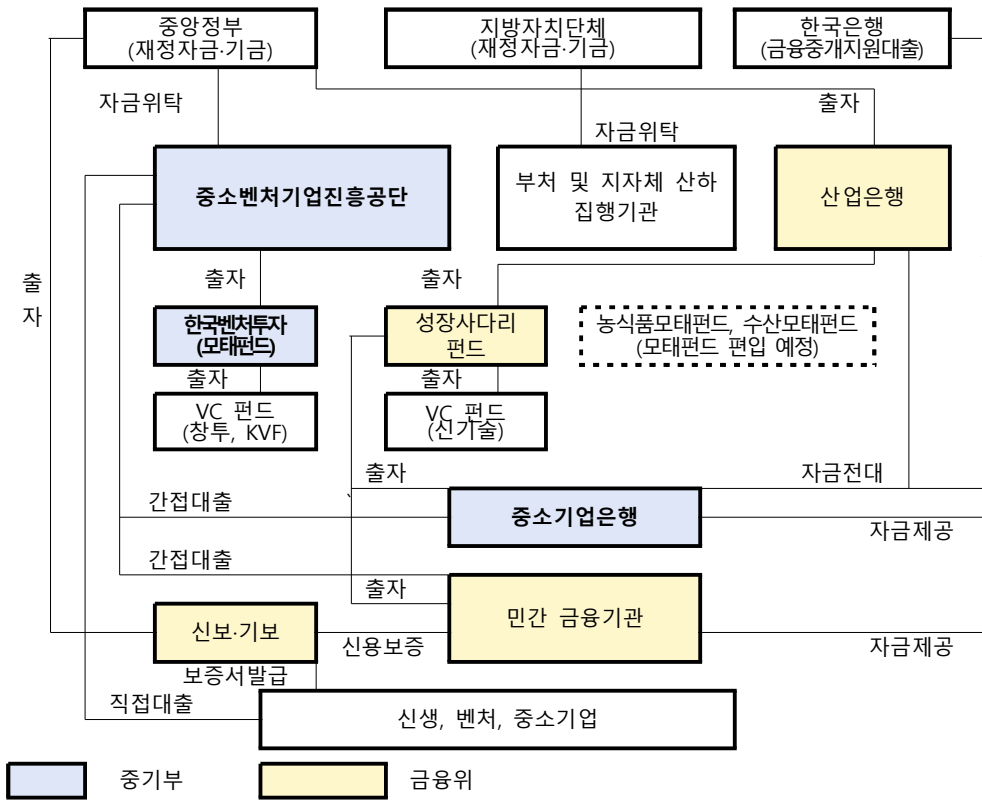 중앙정부
(재정자금·기금)
지방자치단체
(재정자금·기금)
한국은행
(금융중개지원대출)
자금위탁
자금위탁
출자
중소벤처기업진흥공단
부처 및 지자체 산하
집행기관
산업은행
출
자
출자
출자
한국벤처투자
(모태펀드)
성장사다리
펀드
농식품모태펀드, 수산모태펀드
(모태펀드 편입 예정)
출자
출자
VC 펀드
(창투, KVF)
VC 펀드
(신기술)
출자
자금전대
간접대출
`
중소기업은행
자금제공
간접대출
출자
신보·기보
신용보증
민간 금융기관
자금제공
보증서발급
직접대출
신생, 벤처, 중소기업
중기부
금융위